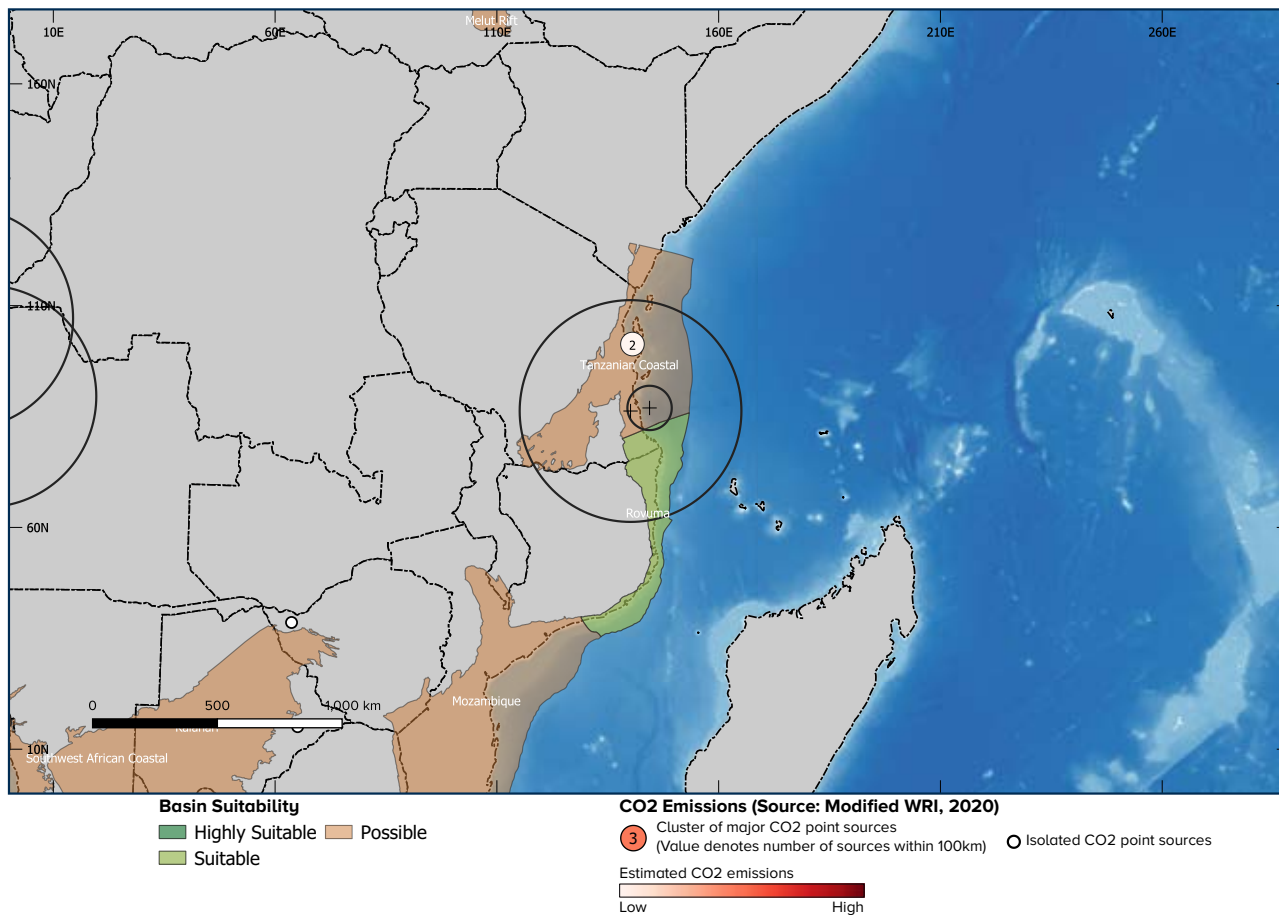 Melut Rift
10E 60E 110E 160E 210E 260E
160N
110N
2
Tanzanian Coastal
Rovuma
60N
Mozambique
0 500 1,000 km
Kalahari
10N
Southwest African Coastal
Basin Suitability
Highly Suitable Possible
Suitable
CO2 Emissions (Source: Modified WRI, 2020)
3 Cluster of major CO2 point sources
(Value denotes number of sources within 100km)
Isolated CO2 point sources
Estimated CO2 emissions
Low High